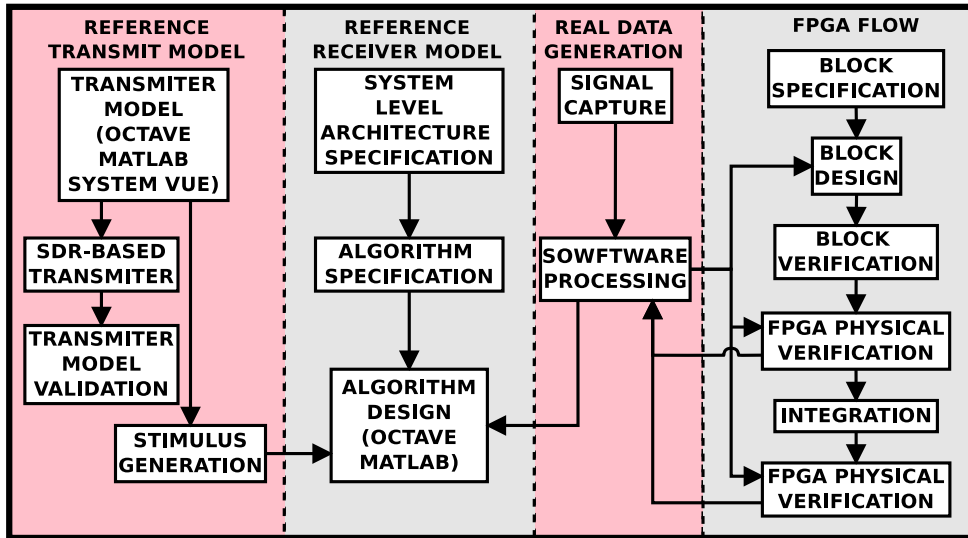 REFERENCE
TRANSMIT MODEL
TRANSMITER
MODEL
(OCTAVE
MATLAB
SYSTEM VUE)
SDR-BASED
TRANSMITER
TRANSMITER
MODEL
VALIDATION
STIMULUS
GENERATION
REFERENCE
RECEIVER MODEL
SYSTEM
LEVEL
ARCHITECTURE
SPECIFICATION
ALGORITHM
SPECIFICATION
ALGORITHM
DESIGN
(OCTAVE
MATLAB)
REAL DATA
GENERATION
SIGNAL
CAPTURE
SOWFTWARE
PROCESSING
FPGA FLOW
BLOCK
SPECIFICATION
BLOCK
DESIGN
BLOCK
VERIFICATION
FPGA PHYSICAL
VERIFICATION
INTEGRATION
FPGA PHYSICAL
VERIFICATION